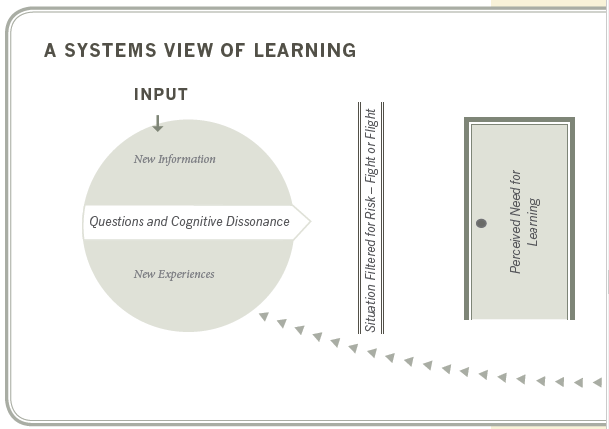 A SYSTEMS VIEW OF LEARNING
INPUT
New Information
Questions and Cognitive Dissonance
New Experiences
Situation Filtered for Risk – Fight or Flight
Perceived Need for
Learning